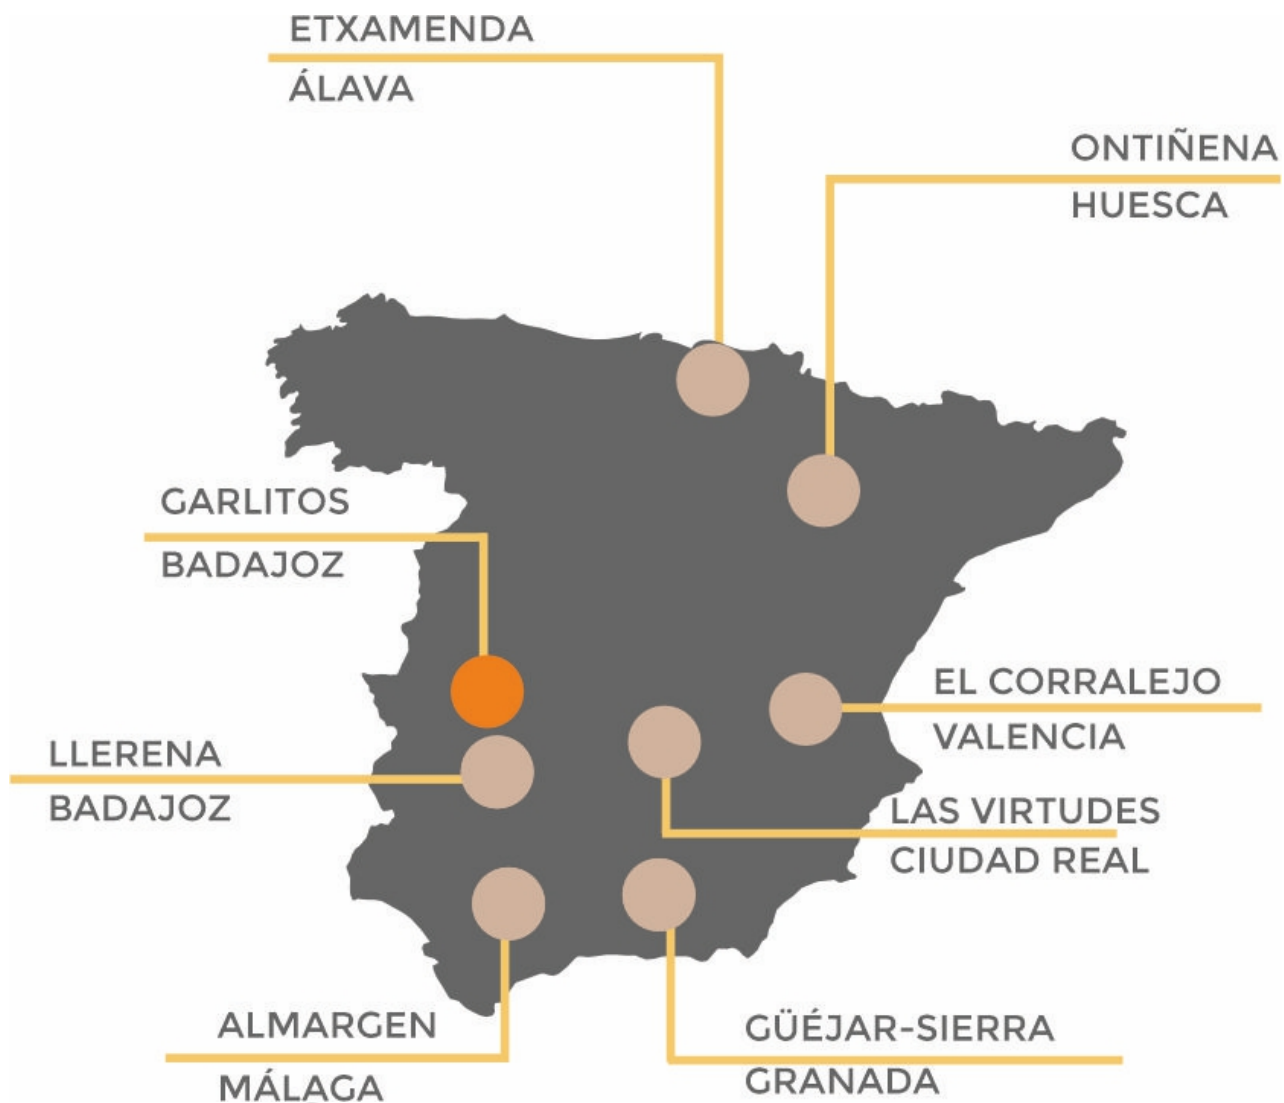 ETXAMENDA
ÁLAVA
ONTIÑENA
HUESCA
GARLITOS
BADAJOZ
EL CORRALEJO
VALENCIA
LLERENA
BADAJOZ
LAS VIRTUDES
CIUDAD REAL
ALMARGEN
MÁLAGA
GÜÉJAR-SIERRA
GRANADA